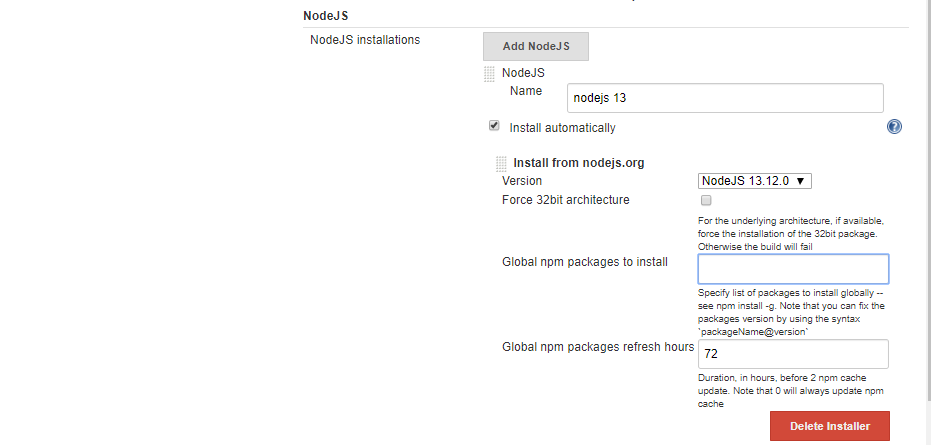 NodeJS
NodeJS installations
Add NodeJS
NodeJS
Name
nodejs 13
Install automatically
Install from nodejs.org
Version
NodeJS 13.12.0
Force 32bit architecture
For the underlying architecture, if available,
force the installation of the 32bit package.
Otherwise the build will fail
Global npm packages to install
Specify list of packages to install globally --
see npm install -g. Note that you can fix the
packages version by using the syntax
`packageName@version`
Global npm packages refresh hours
72
Duration, in hours, before 2 npm cache
update. Note that 0 will always update npm
cache
Delete Installer